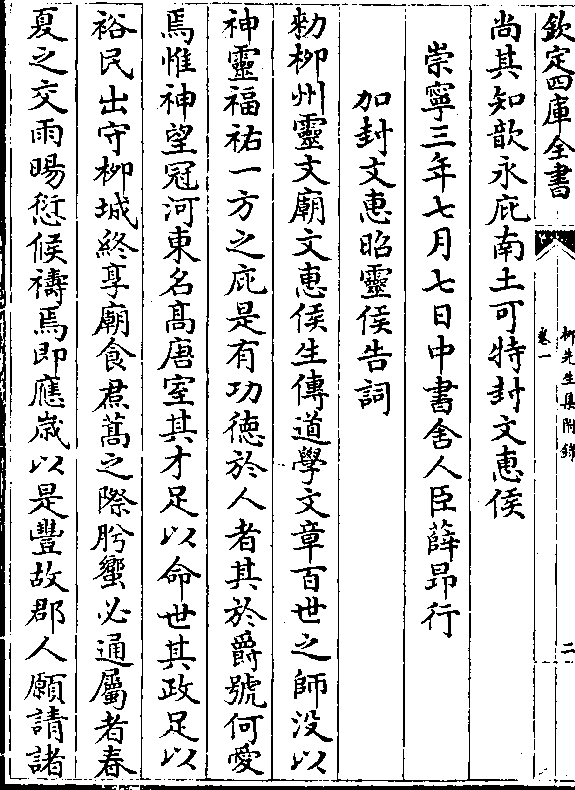 欽定四庫全書
柳先生集附錄
卷一
二
尚其知歆永庇南土可特封文惠侯
崇寧三年七月七日中書舍人臣薛昂行
加封文惠昭靈侯告詞
勅柳州靈文廟文惠侯生傳道學文章百世之師没以
神靈福祐一方之庇是有功德於人者其於爵號何愛
焉惟神望冠河東名髙唐室其才足以命世其政足以
裕民出守柳城終享廟食焄蒿之際肸蠁必通屬者春
夏之交雨暘愆候禱焉即應嵗以是豐故郡人願請諸